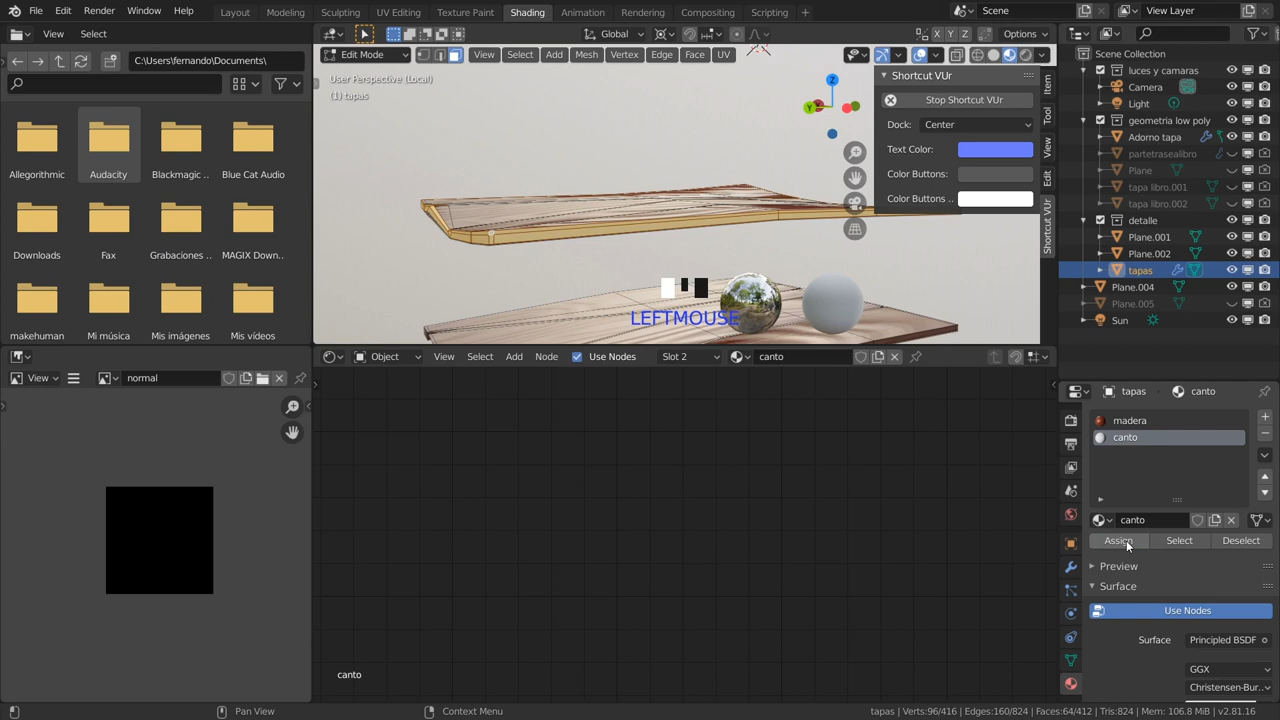 File Edit Render Window Help Layout Modeling Sculpting UV Editing Texture Paint Shading Animation Rendering Compositing Scripting + Scene View Layer
View Select C:\Users\fernando\Documents\
Allegorithmic Audacity Blackmagic .. Blue Cat Audio
Downloads Fax Grabaciones .. MAGIX Down..
makehuman Mi música Mis imágenes Mis vídeos
Global X Y Z Options
Edit Mode View Select Add Mesh Vertex Edge Face UV
User Perspective (Local)
(1) tapas
Z
Y
LEFTMOUSE
Shortcut VUr
Stop Shortcut VUr
Dock: Center
Text Color:
Color Buttons:
Color Buttons ..
Item
Tool
View
Edit
Shortcut VUr
Scene Collection
luces y camaras
Camera
Light
geometria low poly
Adorno tapa
partetrasealibro
Plane
tapa libro.001
tapa libro.002
detalle
Plane.001
Plane.002
tapas
Plane.004
Plane.005
Sun
View normal
Object View Select Add Node Use Nodes Slot 2 canto
canto
tapas canto
madera
canto
canto
Assign Select Deselect
Preview
Surface
Use Nodes
Surface Principled BSDF
GGX
Christensen-Bur..
Pan View Context Menu tapas | Verts:96/416 | Edges:160/824 | Faces:64/412 | Tris:824 | Mem: 106.8 MiB | v2.81.16